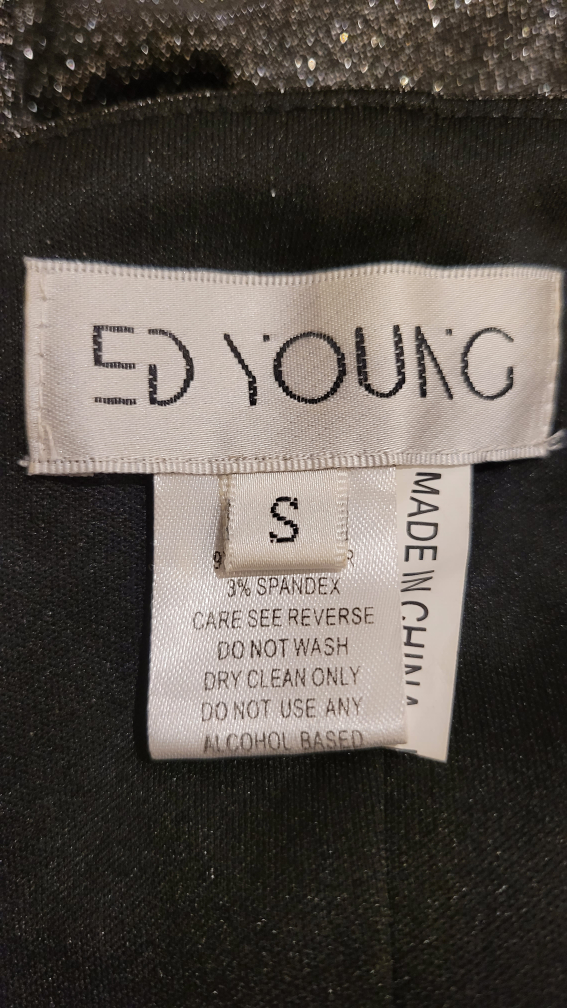 ED YOUNG
S
3% SPANDEX
CARE SEE REVERSE
DO NOT WASH
DRY CLEAN ONLY
DO NOT USE ANY
ALCOHOL BASED
MADE IN CHINA